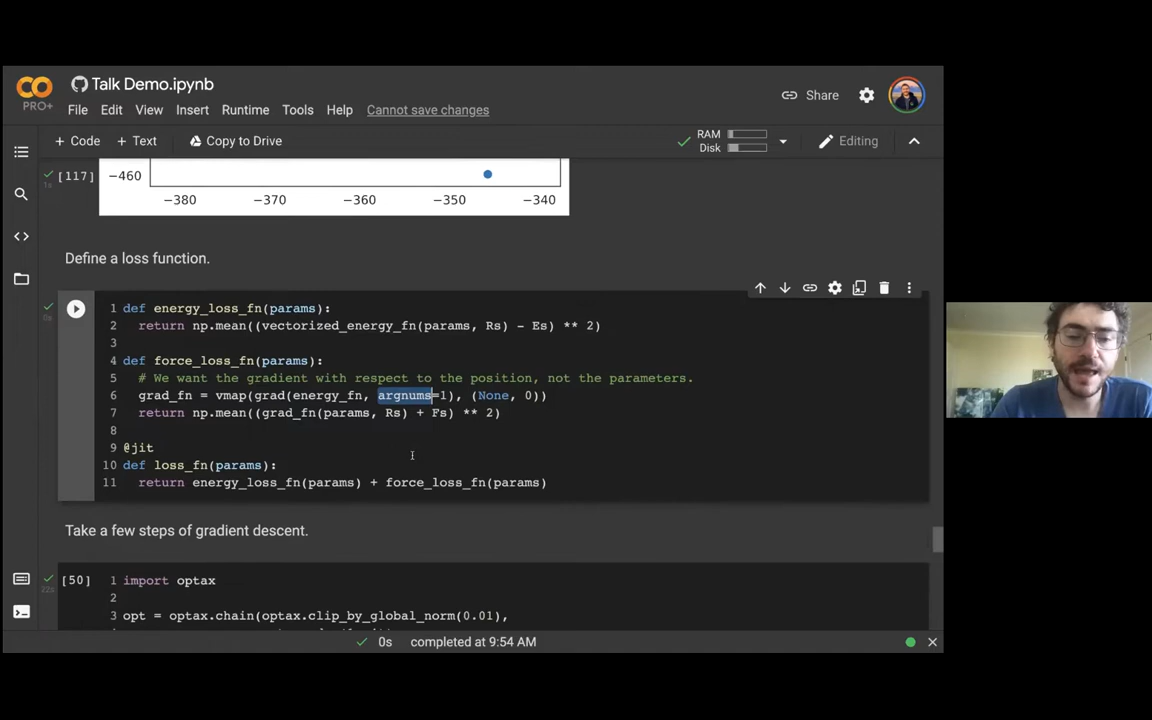 CO
PRO+
Talk Demo.ipynb
File Edit View Insert Runtime Tools Help Cannot save changes
Share
+ Code + Text Copy to Drive
RAM
Disk
Editing
[117]
1s
−460
−380 −370 −360 −350 −340
Define a loss function.
0s
1 def energy_loss_fn(params):
2 return np.mean((vectorized_energy_fn(params, Rs) - Es) ** 2)
3
4 def force_loss_fn(params):
5 # We want the gradient with respect to the position, not the parameters.
6 grad_fn = vmap(grad(energy_fn, argnums=1), (None, 0))
7 return np.mean((grad_fn(params, Rs) + Fs) ** 2)
8
9 @jit
10 def loss_fn(params):
11 return energy_loss_fn(params) + force_loss_fn(params)
Take a few steps of gradient descent.
[50] 1 import optax
22s
2
3 opt = optax.chain(optax.clip_by_global_norm(0.01),
0s completed at 9:54 AM